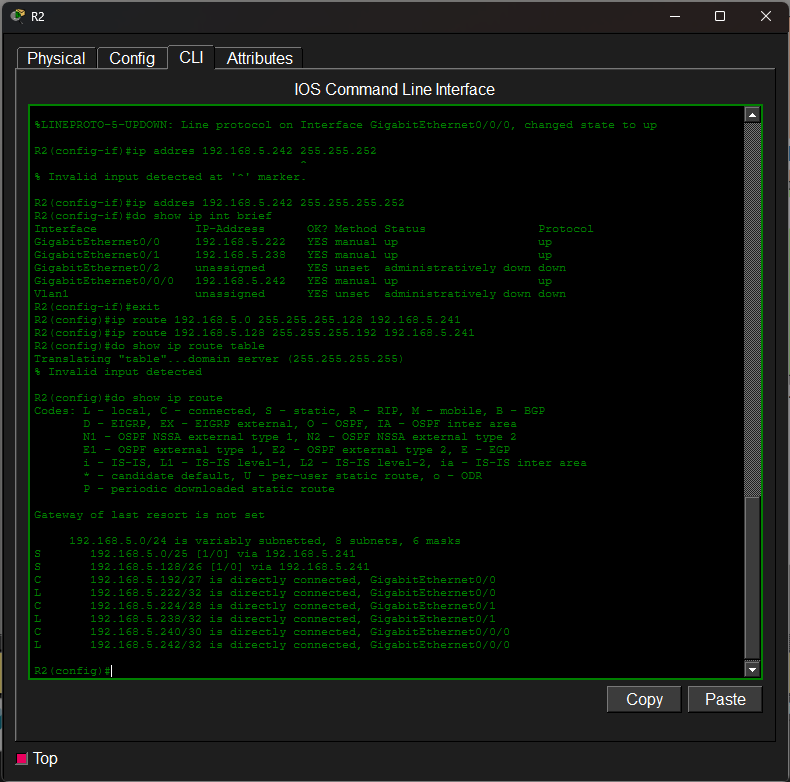 R2
Physical Config CLI Attributes
IOS Command Line Interface
%LINEPROTO-5-UPDOWN: Line protocol on Interface GigabitEthernet0/0/0, changed state to up
R2(config-if)#ip addres 192.168.5.242 255.255.252
^
% Invalid input detected at '^' marker.
R2(config-if)#ip addres 192.168.5.242 255.255.255.252
R2(config-if)#do show ip int brief
Interface IP-Address OK? Method Status Protocol
GigabitEthernet0/0 192.168.5.222 YES manual up up
GigabitEthernet0/1 192.168.5.238 YES manual up up
GigabitEthernet0/2 unassigned YES unset administratively down down
GigabitEthernet0/0/0 192.168.5.242 YES manual up up
Vlan1 unassigned YES unset administratively down down
R2(config-if)#exit
R2(config)#ip route 192.168.5.0 255.255.255.128 192.168.5.241
R2(config)#ip route 192.168.5.128 255.255.255.192 192.168.5.241
R2(config)#do show ip route table
Translating "table"...domain server (255.255.255.255)
% Invalid input detected
R2(config)#do show ip route
Codes: L - local, C - connected, S - static, R - RIP, M - mobile, B - BGP
D - EIGRP, EX - EIGRP external, O - OSPF, IA - OSPF inter area
N1 - OSPF NSSA external type 1, N2 - OSPF NSSA external type 2
E1 - OSPF external type 1, E2 - OSPF external type 2, E - EGP
i - IS-IS, L1 - IS-IS level-1, L2 - IS-IS level-2, ia - IS-IS inter area
* - candidate default, U - per-user static route, o - ODR
P - periodic downloaded static route
Gateway of last resort is not set
192.168.5.0/24 is variably subnetted, 8 subnets, 6 masks
S 192.168.5.0/25 [1/0] via 192.168.5.241
S 192.168.5.128/26 [1/0] via 192.168.5.241
C 192.168.5.192/27 is directly connected, GigabitEthernet0/0
L 192.168.5.222/32 is directly connected, GigabitEthernet0/0
C 192.168.5.224/28 is directly connected, GigabitEthernet0/1
L 192.168.5.238/32 is directly connected, GigabitEthernet0/1
C 192.168.5.240/30 is directly connected, GigabitEthernet0/0/0
L 192.168.5.242/32 is directly connected, GigabitEthernet0/0/0
R2(config)#
Copy Paste
Top